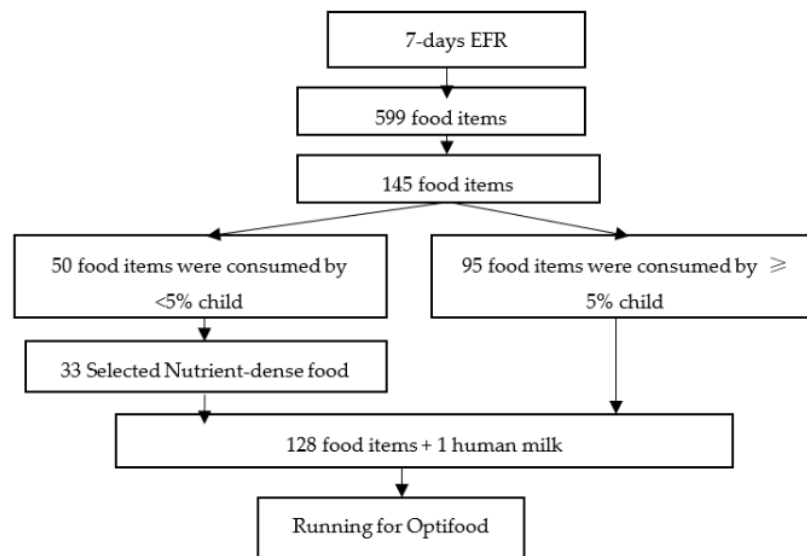 7-days EFR
599 food items
145 food items
50 food items were consumed by
<5% child
95 food items were consumed by ≥
5% child
33 Selected Nutrient-dense food
128 food items + 1 human milk
Running for Optifood